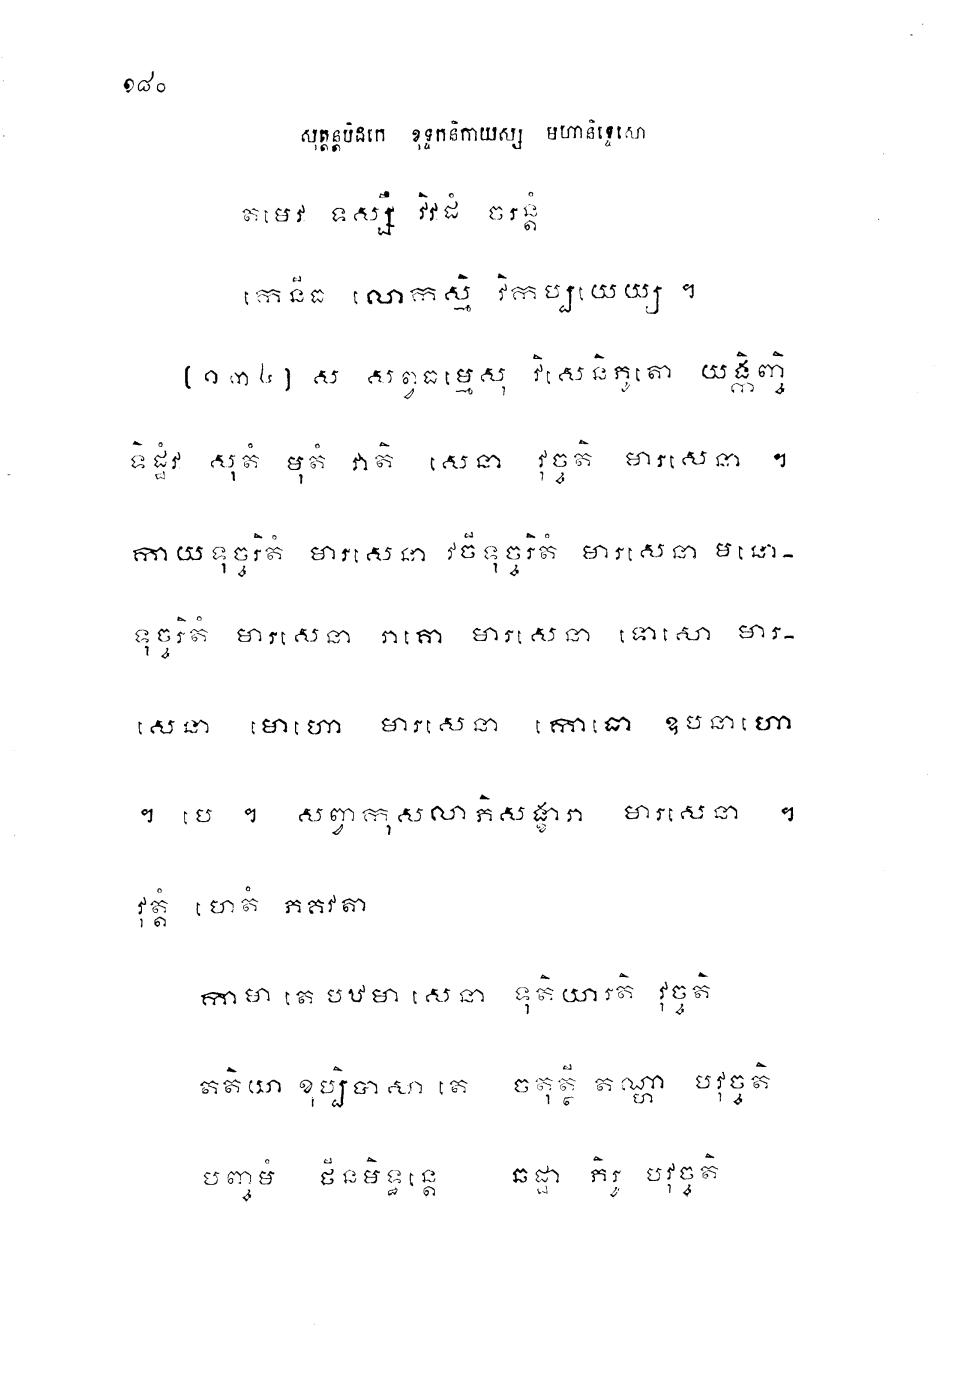 ១៨០
សុត្តន្តបិដកេ ខុទ្ទកនិកាយស្ស មហានិទ្ទេសោ
តមេវ ទស្សឹ វិវដំ ចរន្តំ
កេនីធ លោកស្មិ វិកប្បយេយ្យ ។
(១៣៤) ស សព្វធម្មេសុ វិសេនិភូតោ យង្កិញ្ចិ
ទិដ្ឋំវ សុតំ មុតំ វាតិ សេនា វុច្ចតិ មារសេនា ។
កាយទុច្ចរិតំ មារសេនា វចីទុច្ចរិតំ មារសេនា មនោ-
ទុច្ចរិតំ មារសេនា រាគោ មារសេនា ទោសោ មារ-
សេនា មោហោ មារសេនា កោធោ ឧបនាហោ
។ បេ ។ សព្វាកុសលាភិសង្ខារា មារសេនា ។
វុត្តំ ហេតំ ភគវតា
កាមា តេ បឋមា សេនា ទុតិយារតិ វុច្ចតិ
តតិយា ខុប្បិបាសា តេ ចតុត្ថី តណ្ហា បវុច្ចតិ
បញ្ចមំ ថីនមិទ្ធន្តេ ឆដ្ឋា ភិរូ បវុច្ចតិ